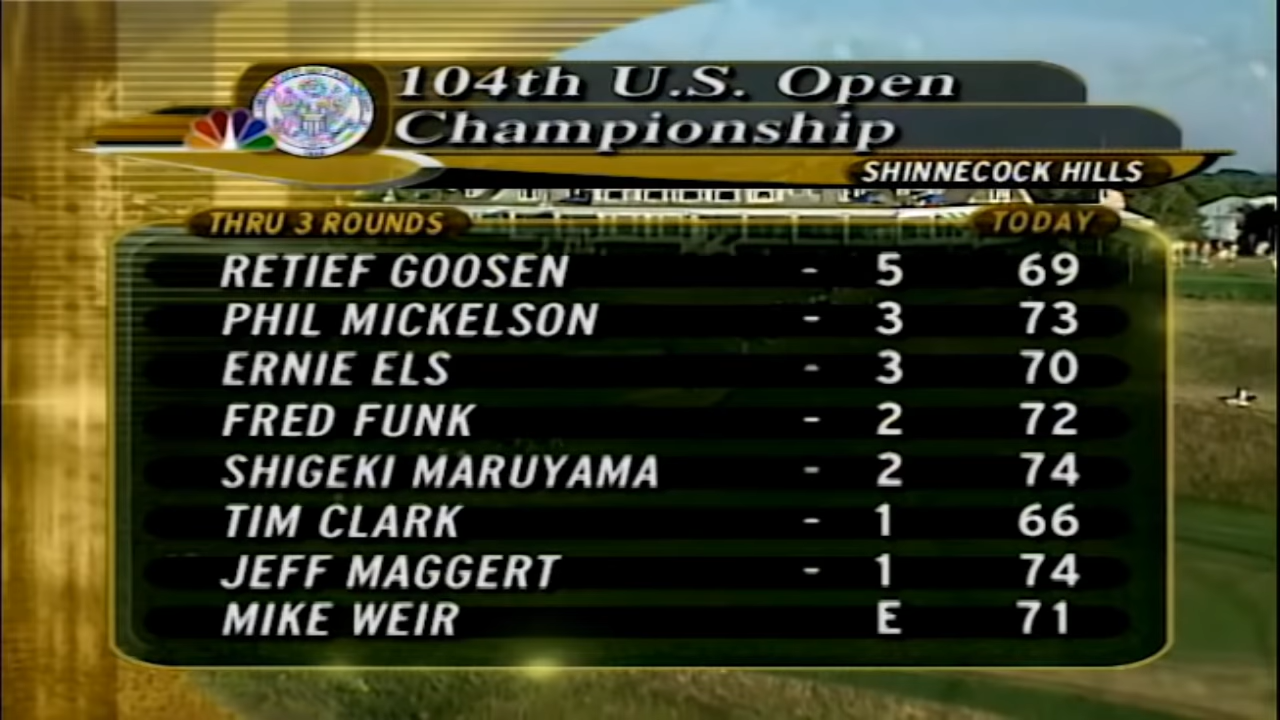 104th U.S. Open
Championship
SHINNECOCK HILLS
THRU 3 ROUNDS TODAY
RETIEF GOOSEN - 5 69
PHIL MICKELSON - 3 73
ERNIE ELS - 3 70
FRED FUNK - 2 72
SHIGEKI MARUYAMA - 2 74
TIM CLARK - 1 66
JEFF MAGGERT - 1 74
MIKE WEIR E 71